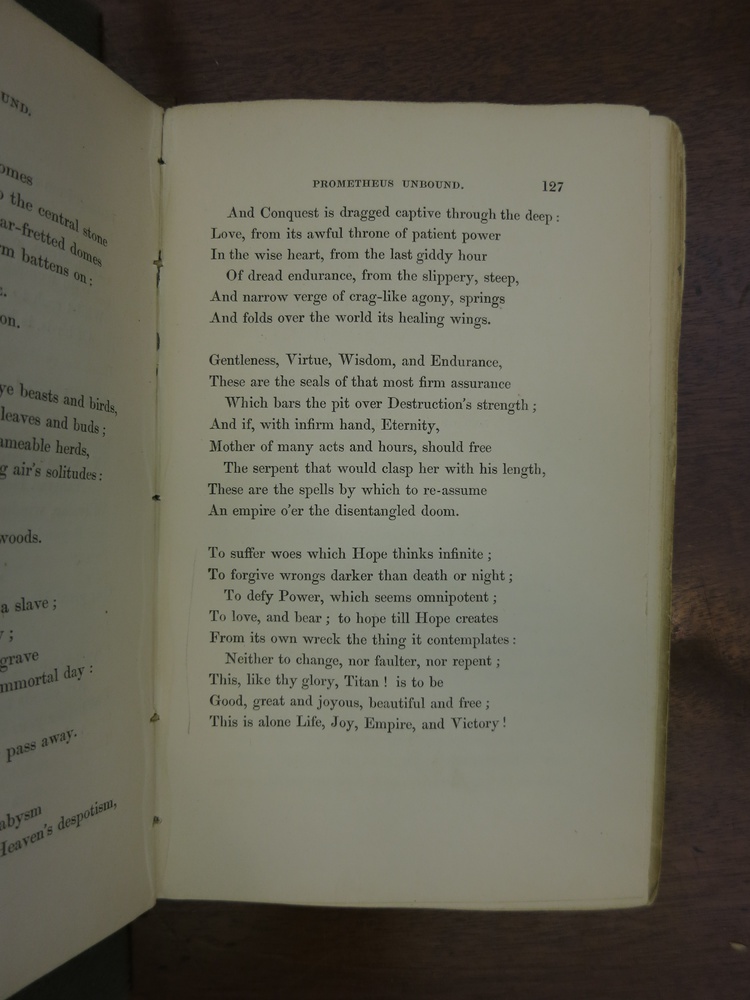 UND.
omes
the central stone
ar-fretted domes
m battens on:
on.
ye beasts and birds,
leaves and buds;
ameable herds,
g air's solitudes:
woods.
a slave;
grave
mmortal day:
pass away.
abysm
Heaven's despotism,
PROMETHEUS UNBOUND. 127
And Conquest is dragged captive through the deep:
Love, from its awful throne of patient power
In the wise heart, from the last giddy hour
Of dread endurance, from the slippery, steep,
And narrow verge of crag-like agony, springs
And folds over the world its healing wings.
Gentleness, Virtue, Wisdom, and Endurance,
These are the seals of that most firm assurance
Which bars the pit over Destruction's strength;
And if, with infirm hand, Eternity,
Mother of many acts and hours, should free
The serpent that would clasp her with his length,
These are the spells by which to re-assume
An empire o'er the disentangled doom.
To suffer woes which Hope thinks infinite;
To forgive wrongs darker than death or night;
To defy Power, which seems omnipotent;
To love, and bear; to hope till Hope creates
From its own wreck the thing it contemplates:
Neither to change, nor faulter, nor repent;
This, like thy glory, Titan! is to be
Good, great and joyous, beautiful and free;
This is alone Life, Joy, Empire, and Victory!